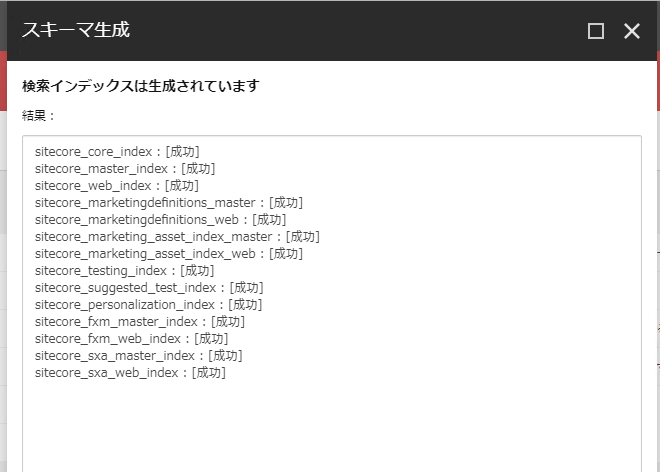 スキーマ生成
検索インデックスは生成されています
結果：
sitecore_core_index : [成功]
sitecore_master_index : [成功]
sitecore_web_index : [成功]
sitecore_marketingdefinitions_master : [成功]
sitecore_marketingdefinitions_web : [成功]
sitecore_marketing_asset_index_master : [成功]
sitecore_marketing_asset_index_web : [成功]
sitecore_testing_index : [成功]
sitecore_suggested_test_index : [成功]
sitecore_personalization_index : [成功]
sitecore_fxm_master_index : [成功]
sitecore_fxm_web_index : [成功]
sitecore_sxa_master_index : [成功]
sitecore_sxa_web_index : [成功]